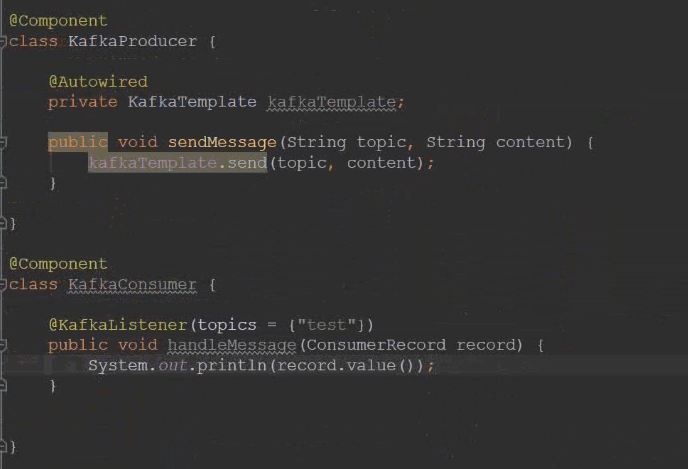 @Component
class KafkaProducer {
@Autowired
private KafkaTemplate kafkaTemplate;
public void sendMessage(String topic, String content) {
kafkaTemplate.send(topic, content);
}
}
@Component
class KafkaConsumer {
@KafkaListener(topics = {"test"})
public void handleMessage(ConsumerRecord record) {
System.out.println(record.value());
}
}